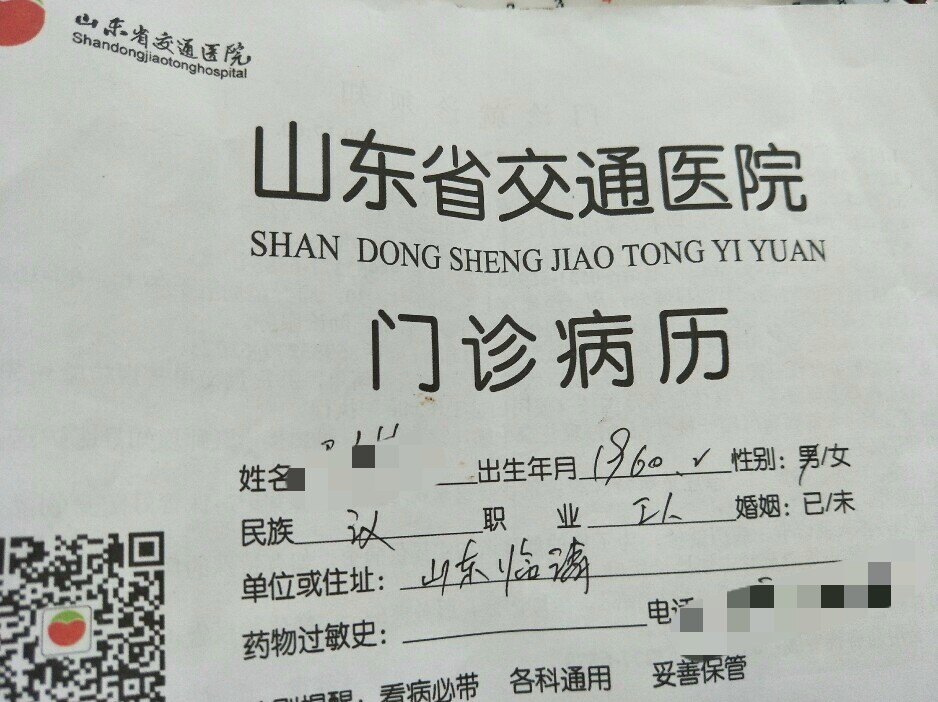 山东省交通医院
Shandongjiaotonghospital
山东省交通医院
SHAN DONG SHENG JIAO TONG YI YUAN
门诊病历
姓名 出生年月 1960.2 性别：男/女
民族 汉 职业 工人 婚姻：已/未
单位或住址：山东临清
药物过敏史： 电话
看病必带 各科通用 妥善保管